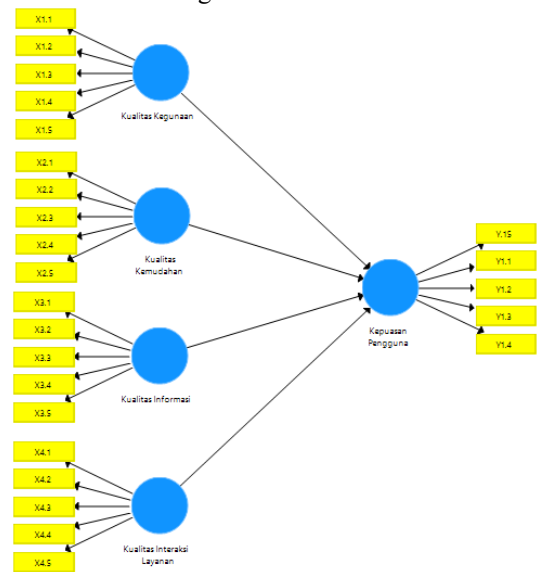 X1.1
X1.2
X1.3
X1.4
X1.5
Kualitas Kegunaan
X2.1
X2.2
X2.3
X2.4
X2.5
Kualitas
Kemudahan
X3.1
X3.2
X3.3
X3.4
X3.5
Kualitas Informasi
X4.1
X4.2
X4.3
X4.4
X4.5
Kualitas Interaksi
Layanan
Kepuasan
Pengguna
Y.15
Y1.1
Y1.2
Y1.3
Y1.4